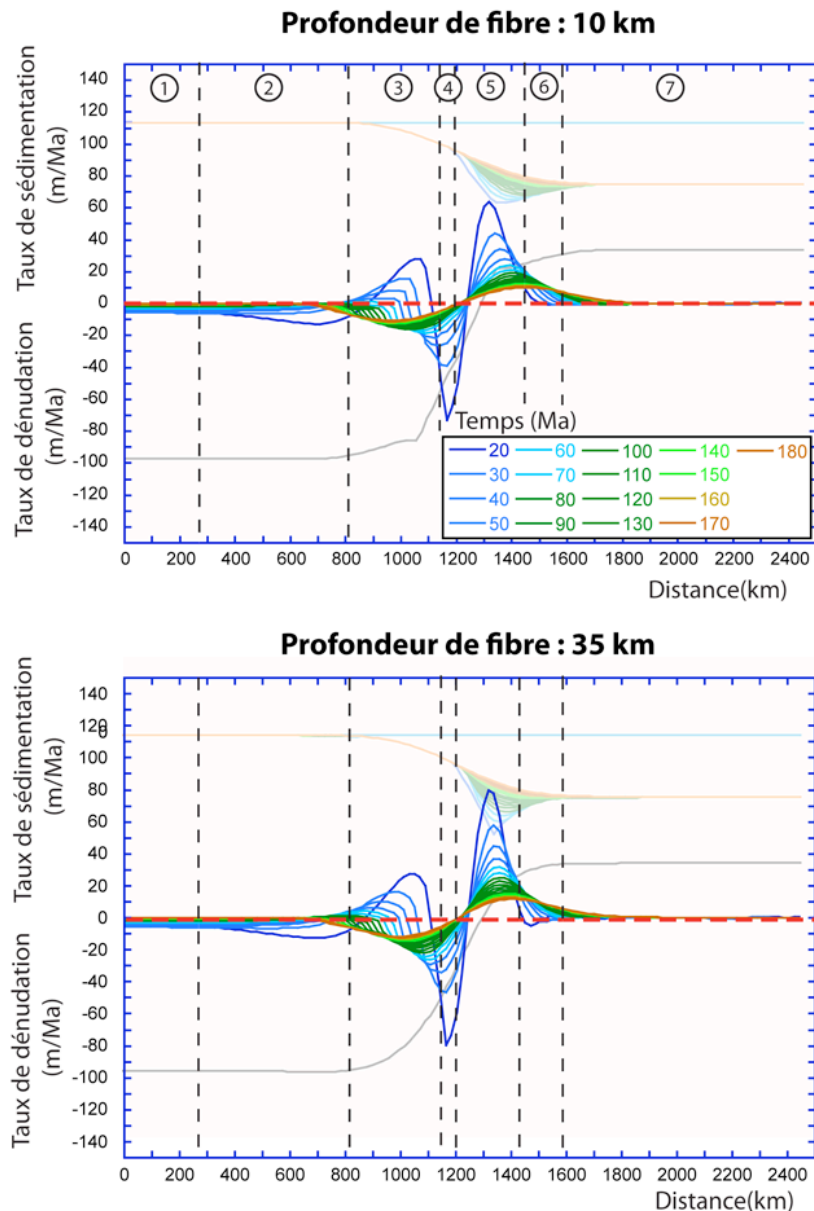 Profondeur de fibre : 10 km
Taux de sédimentation
(m/Ma)
Taux de dénudation
(m/Ma)
140
120
100
80
60
40
20
0
-20
-40
-60
-80
-100
-120
-140
1 2 3 4 5 6 7
Temps (Ma)
20 60 100 140 180
30 70 110 150
40 80 120 160
50 90 130 170
0 200 400 600 800 1000 1200 1400 1600 1800 2000 2200 2400
Distance(km)
Profondeur de fibre : 35 km
Taux de sédimentation
(m/Ma)
Taux de dénudation
(m/Ma)
140
120
0
100
80
60
40
20
0
-20
-40
-60
-80
-100
-120
-140
0 200 400 600 800 1000 1200 1400 1600 1800 2000 2200 2400
Distance(km)